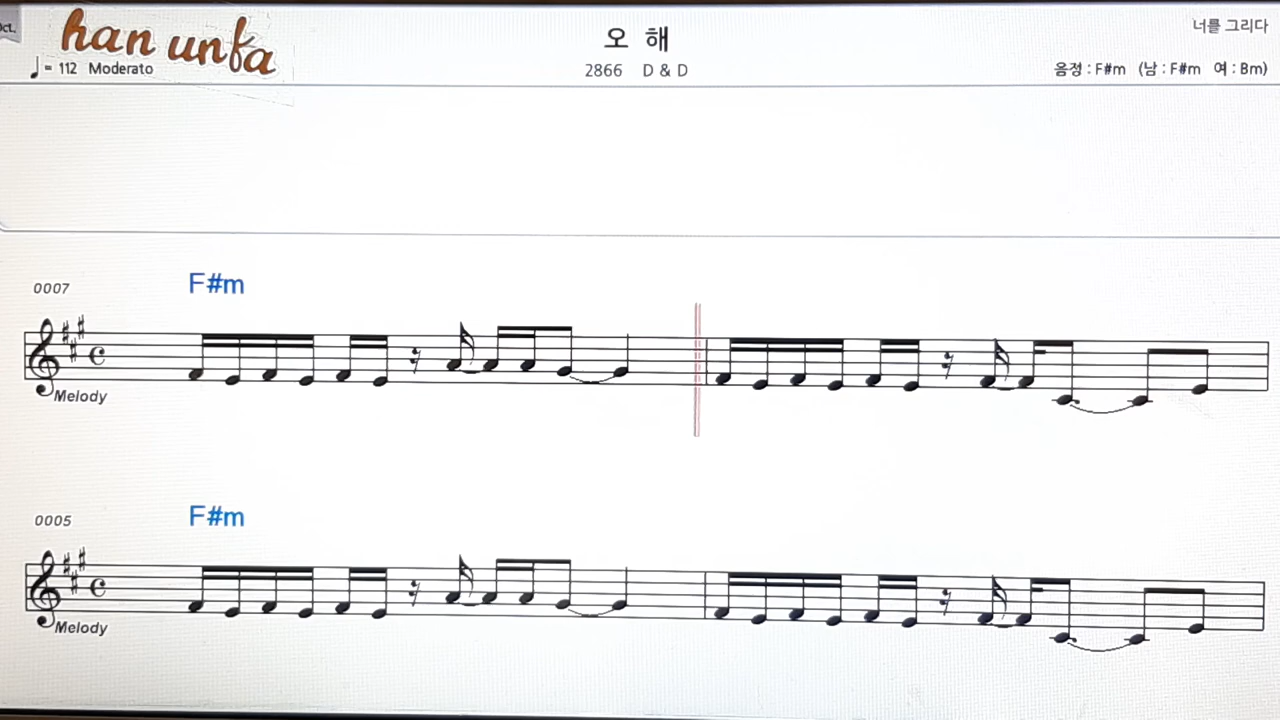 han unfa
오 해
너를 그리다
♩= 112 Moderato
2866 D & D
음정 : F#m (남 : F#m 여 : Bm)
0007
F#m
Melody
0005
F#m
Melody